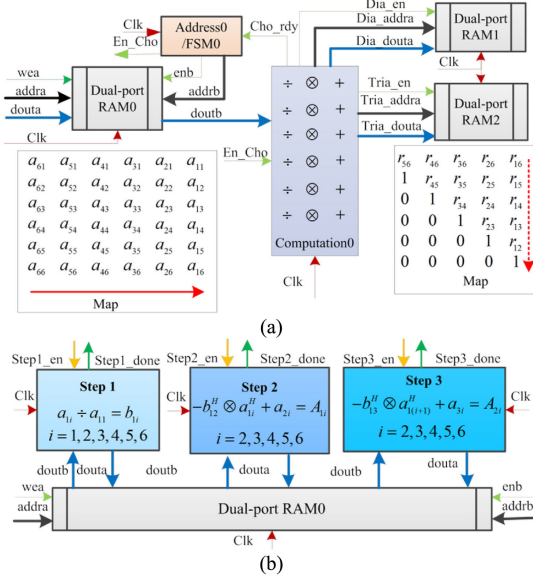 Clk
Address0
/FSM0
En_Cho
Cho_rdy
Dia_en
Dia_addra
Dia_douta
Dual-port
RAM1
Clk
wea
addra
douta
Clk
Dual-port
RAM0
enb
addrb
doutb
÷ ⊗ +
÷ ⊗ +
÷ ⊗ +
÷ ⊗ +
÷ ⊗ +
÷ ⊗ +
Computation0
En_Cho
Clk
Tria_en
Tria_addra
Tria_douta
Dual-port
RAM2
a61 a51 a41 a31 a21 a11
a62 a52 a42 a32 a22 a12
a63 a53 a43 a33 a23 a13
a64 a54 a44 a34 a24 a14
a65 a55 a45 a35 a25 a15
a66 a56 a46 a36 a26 a16
Map
r56 r46 r36 r26 r16
1 r45 r35 r25 r15
0 1 r34 r24 r14
0 0 1 r23 r13
0 0 0 1 r12
0 0 0 0 1
Map
(a)
Step1_en Step1_done
Step2_en Step2_done
Step3_en Step3_done
Clk
Step 1
a1i ÷ a11 = b1i
i = 1,2,3,4,5,6
Clk
Step 2
−b12^H ⊗ a1i^H + a2i = A1i
i = 2,3,4,5,6
Step 3
−b13^H ⊗ a1(i+1)^H + a3i = A2i
i = 2,3,4,5,6
Clk
doutb doutb
douta doutb
douta doutb
wea
addra
Dual-port RAM0
enb
addrb
Clk
(b)